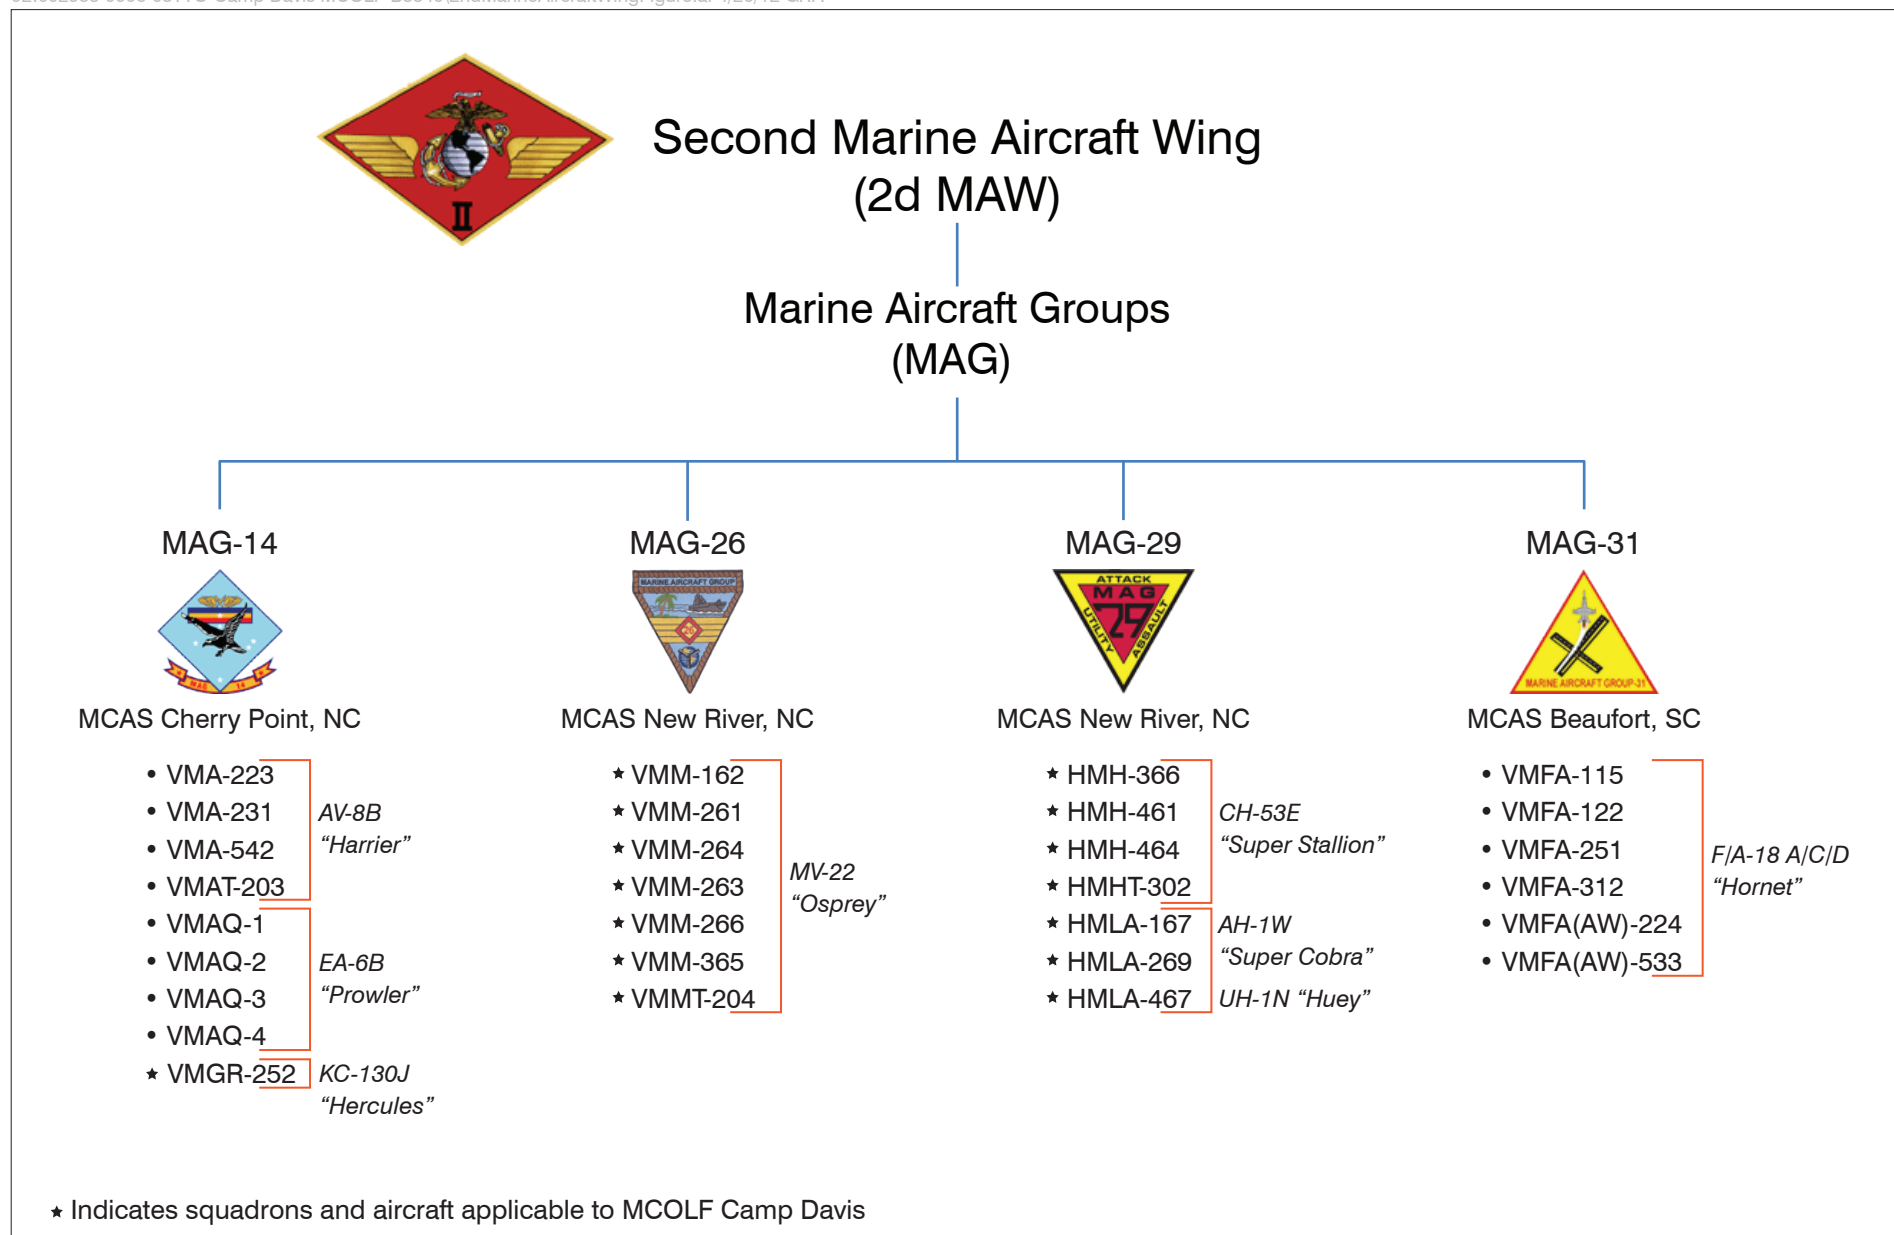 II
Second Marine Aircraft Wing
(2d MAW)
Marine Aircraft Groups
(MAG)
MAG-14
MAG 14
MCAS Cherry Point, NC
• VMA-223
• VMA-231
• VMA-542
• VMAT-203
AV-8B
“Harrier”
• VMAQ-1
• VMAQ-2
• VMAQ-3
• VMAQ-4
EA-6B
“Prowler”
★ VMGR-252
KC-130J
“Hercules”
MAG-26
MARINE AIRCRAFT GROUP
26
MCAS New River, NC
★ VMM-162
★ VMM-261
★ VMM-264
★ VMM-263
★ VMM-266
★ VMM-365
★ VMMT-204
MV-22
“Osprey”
MAG-29
ATTACK
MAG
29
UTILITY
ASSAULT
MCAS New River, NC
★ HMH-366
★ HMH-461
★ HMH-464
★ HMHT-302
CH-53E
“Super Stallion”
★ HMLA-167
★ HMLA-269
★ HMLA-467
AH-1W
“Super Cobra”
UH-1N “Huey”
MAG-31
MARINE AIRCRAFT GROUP-31
MCAS Beaufort, SC
• VMFA-115
• VMFA-122
• VMFA-251
• VMFA-312
• VMFA(AW)-224
• VMFA(AW)-533
F/A-18 A/C/D
“Hornet”
★ Indicates squadrons and aircraft applicable to MCOLF Camp Davis